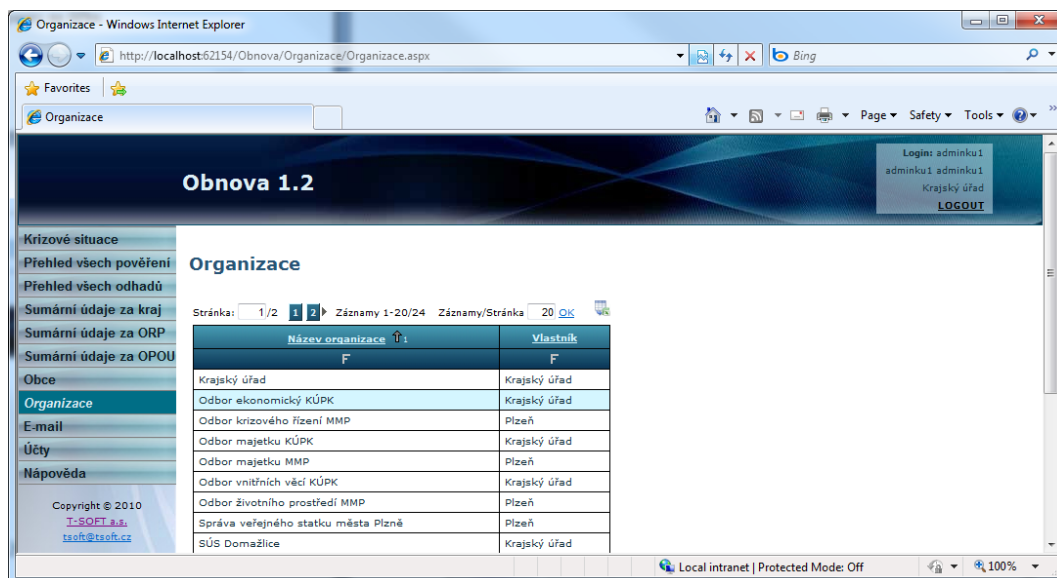 Organizace - Windows Internet Explorer
http://localhost:62154/Obnova/Organizace/Organizace.aspx
Bing
Favorites
Organizace
Page Safety Tools
Obnova 1.2
Login: adminku1
adminku1 adminku1
Krajský úřad
LOGOUT
Krizové situace
Přehled všech pověření
Přehled všech odhadů
Sumární údaje za kraj
Sumární údaje za ORP
Sumární údaje za OPOU
Obce
Organizace
E-mail
Účty
Nápověda
Copyright © 2010
T-SOFT a.s.
tsoft@tsoft.cz
Organizace
Stránka: 1/2 1 2 Záznamy 1-20/24 Záznamy/Stránka 20 OK
Název organizace 1 Vlastník
F F
Krajský úřad Krajský úřad
Odbor ekonomický KÚPK Krajský úřad
Odbor krizového řízení MMP Plzeň
Odbor majetku KÚPK Krajský úřad
Odbor majetku MMP Plzeň
Odbor vnitřních věcí KÚPK Krajský úřad
Odbor životního prostředí MMP Plzeň
Správa veřejného statku města Plzně Plzeň
SÚS Domažlice Krajský úřad
Local intranet | Protected Mode: Off
100%